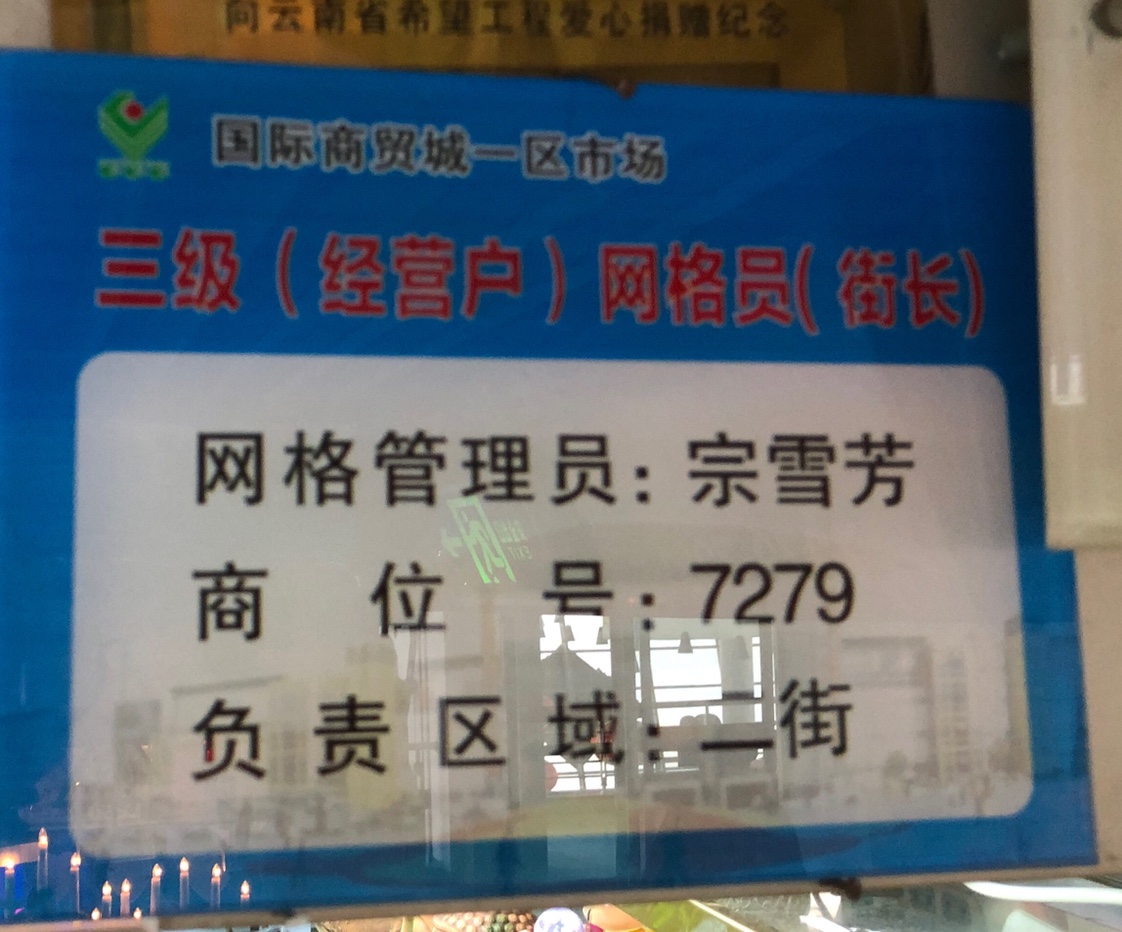 向云南省希望工程爱心捐赠纪念
国际商贸城一区市场
三级（经营户）网格员（街长）
网格管理员：宗雪芳
商位号：7279
负责区域：二街
EXIT